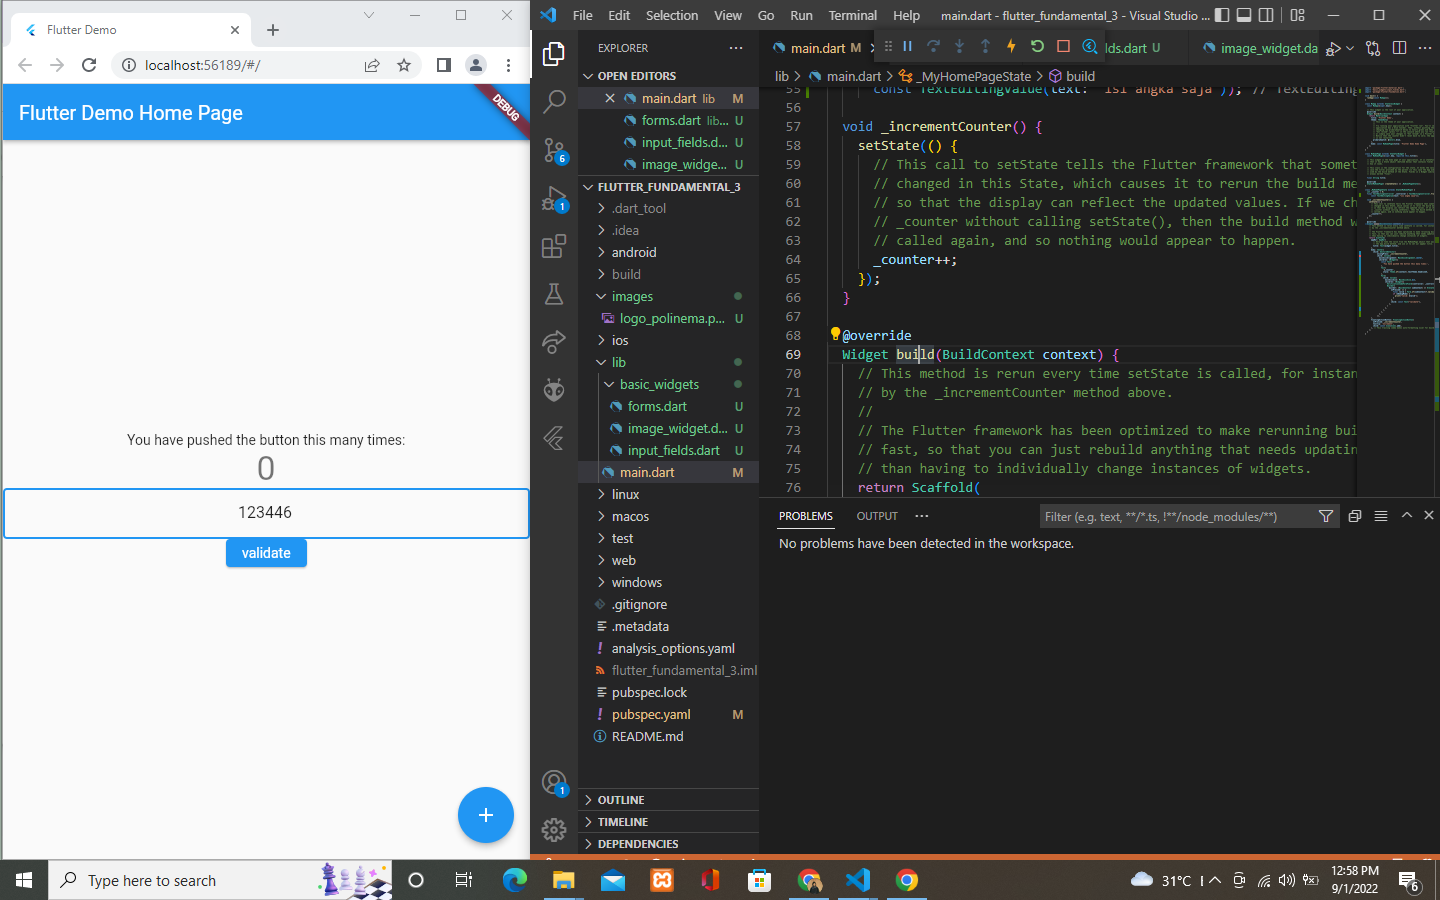 Flutter Demo
localhost:56189/#/
Flutter Demo Home Page
DEBUG
You have pushed the button this many times:
0
123446
validate
+
File Edit Selection View Go Run Terminal Help
main.dart - flutter_fundamental_3 - Visual Studio ...
EXPLORER
OPEN EDITORS
main.dart lib M
forms.dart lib... U
input_fields.d... U
image_widge... U
FLUTTER_FUNDAMENTAL_3
.dart_tool
.idea
android
build
images
logo_polinema.p... U
ios
lib
basic_widgets
forms.dart U
image_widget.d... U
input_fields.dart U
main.dart M
linux
macos
test
web
windows
.gitignore
.metadata
analysis_options.yaml
flutter_fundamental_3.iml
pubspec.lock
pubspec.yaml M
README.md
OUTLINE
TIMELINE
DEPENDENCIES
6
1
1
main.dart M
lds.dart U
image_widget.da
lib > main.dart > _MyHomePageState > build
55 const TextEditingValue(text: "isi angka saja")); // TextEditing
56
57 void _incrementCounter() {
58 setState(() {
59 // This call to setState tells the Flutter framework that somet
60 // changed in this State, which causes it to rerun the build me
61 // so that the display can reflect the updated values. If we ch
62 // _counter without calling setState(), then the build method w
63 // called again, and so nothing would appear to happen.
64 _counter++;
65 });
66 }
67
68 @override
69 Widget build(BuildContext context) {
70 // This method is rerun every time setState is called, for instan
71 // by the _incrementCounter method above.
72 //
73 // The Flutter framework has been optimized to make rerunning bui
74 // fast, so that you can just rebuild anything that needs updatin
75 // than having to individually change instances of widgets.
76 return Scaffold(
PROBLEMS OUTPUT ...
Filter (e.g. text, **/*.ts, !**/node_modules/**)
No problems have been detected in the workspace.
Type here to search
31°C
12:58 PM
9/1/2022
6